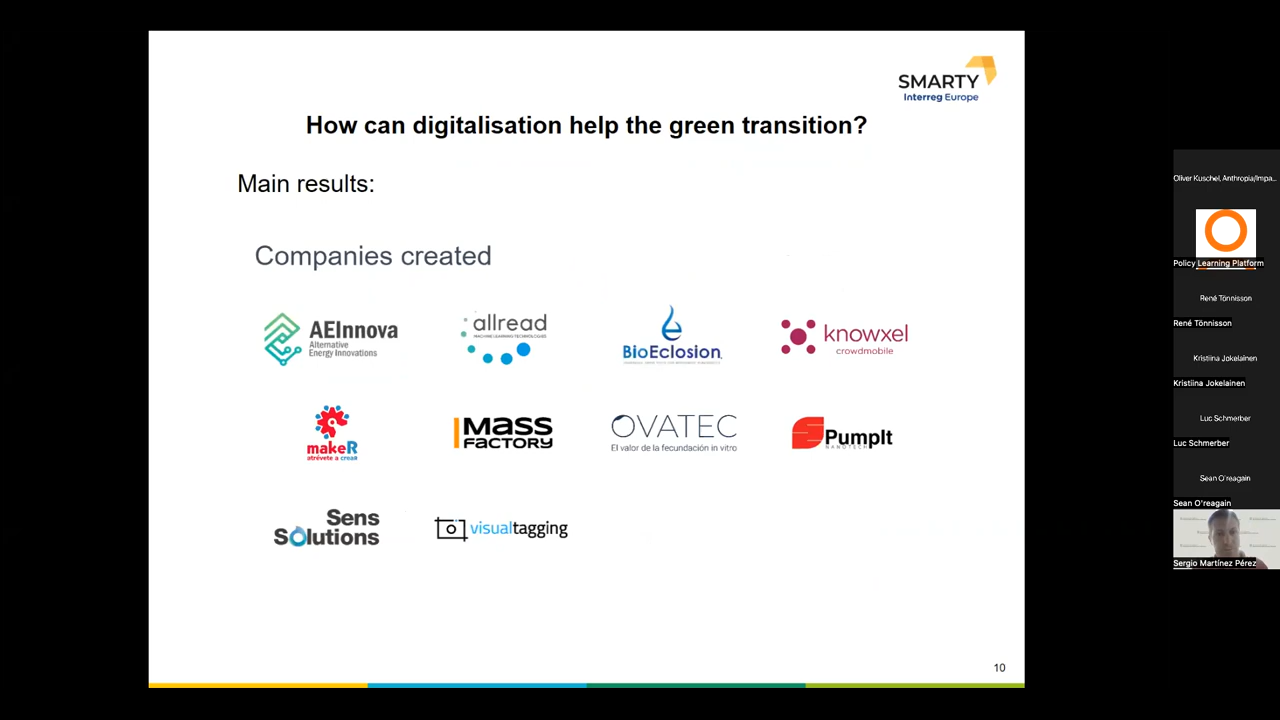 SMARTY
Interreg Europe
How can digitalisation help the green transition?
Main results:
Companies created
AEInnova
Alternative
Energy Innovations
allread
MACHINE LEARNING TECHNOLOGIES
BioEclosion
knowxel
crowdmobile
makeR
atrévete a crear
MASS
FACTORY
OVATEC
El valor de la fecundación in vitro
PumpIt
NANOTECH
Sens
Solutions
visualtagging
10
Oliver Kuschel, Anthropia/Impa...
Policy Learning Platform
René Tönnisson
René Tönnisson
Kristiina Jokelainen
Kristiina Jokelainen
Luc Schmerber
Luc Schmerber
Sean O'reagain
Sean O'reagain
Sergio Martínez Pérez